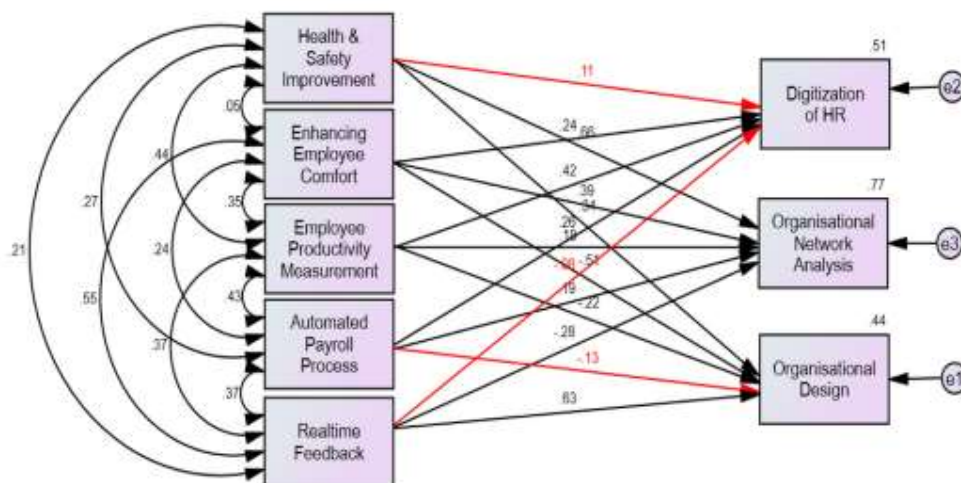 Health &
Safety
Improvement
Enhancing
Employee
Comfort
Employee
Productivity
Measurement
Automated
Payroll
Process
Realtime
Feedback
.05
.44
.27
.35
.24
.21
.43
.55
.37
.37
.11
.24
.66
.42
.39
.26
.51
.19
-.22
-.28
-.13
.63
.51
Digitization
of HR
e2
.77
Organisational
Network
Analysis
e3
.44
Organisational
Design
e1